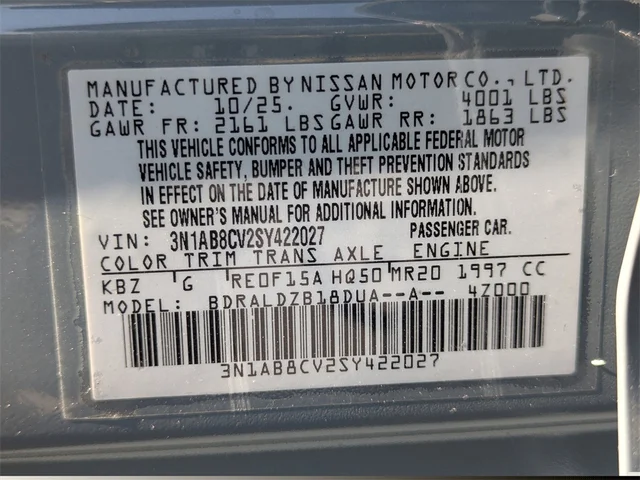 MANUFACTURED BY NISSAN MOTOR CO., LTD.
DATE: 10/25. GVWR: 4001 LBS
GAWR FR: 2161 LBS GAWR RR: 1863 LBS
THIS VEHICLE CONFORMS TO ALL APPLICABLE FEDERAL MOTOR
VEHICLE SAFETY, BUMPER AND THEFT PREVENTION STANDARDS
IN EFFECT ON THE DATE OF MANUFACTURE SHOWN ABOVE.
SEE OWNER'S MANUAL FOR ADDITIONAL INFORMATION.
VIN: 3N1AB8CV2SY422027 PASSENGER CAR.
COLOR TRIM TRANS AXLE ENGINE
KBZ G RE0F15A HQ50 MR20 1997 CC
MODEL: BDRALDZB18DUA--A-- 4Z000
3N1AB8CV2SY422027